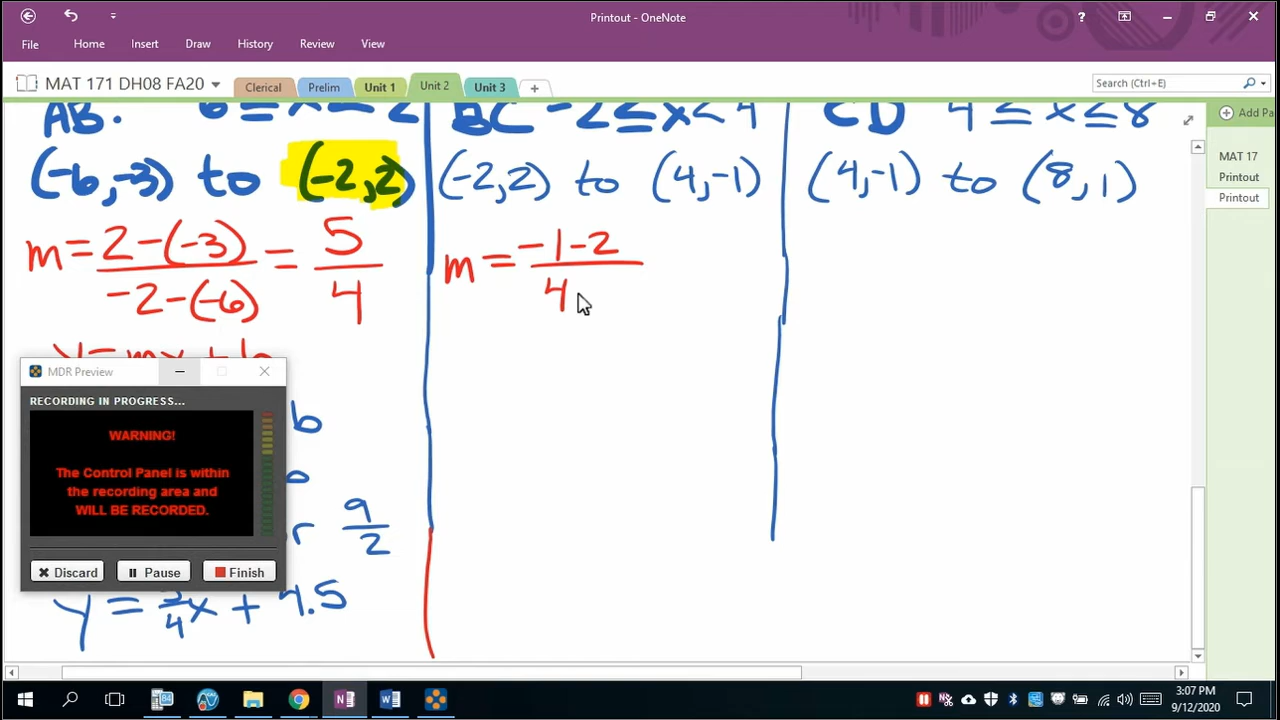 Printout - OneNote
?
File Home Insert Draw History Review View
MAT 171 DH08 FA20 Clerical Prelim Unit 1 Unit 2 Unit 3 + Search (Ctrl+E)
Add Pa
MAT 17
Printout
Printout
AB: BC -2 ≤ x < 4 CD 4 ≤ x ≤ 8
(-6,-3) to (-2,2) (-2,2) to (4,-1) (4,-1) to (8,1)
m = 2-(-3) / -2-(-6) = 5/4 m = -1-2 / 4
y = mx + b
MDR Preview
RECORDING IN PROGRESS...
WARNING!
The Control Panel is within
the recording area and
WILL BE RECORDED.
Discard Pause Finish
b
r 9/2
y = 5/4 x + 4.5
3:07 PM
9/12/2020